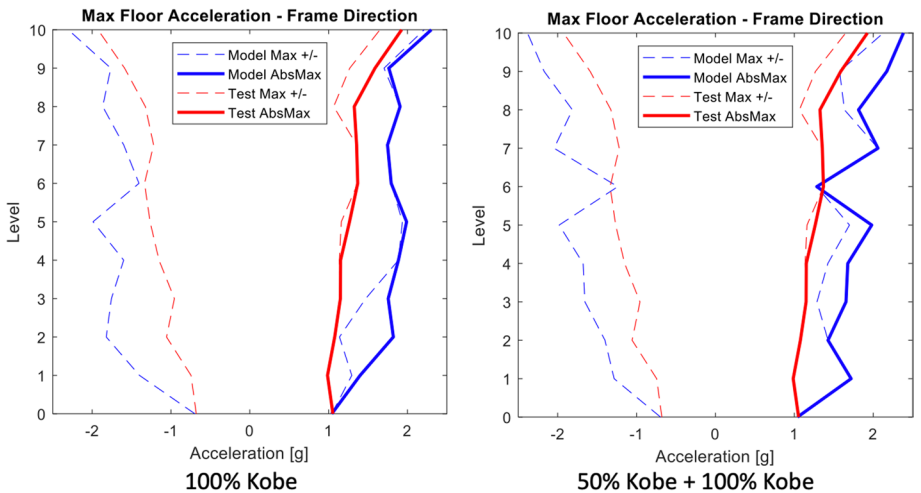 Max Floor Acceleration - Frame Direction
10
9
8
7
6
5
4
3
2
1
0
Level
Model Max +/-
Model AbsMax
Test Max +/-
Test AbsMax
-2
-1
0
1
2
Acceleration [g]
100% Kobe
Max Floor Acceleration - Frame Direction
10
9
8
7
6
5
4
3
2
1
0
Level
Model Max +/-
Model AbsMax
Test Max +/-
Test AbsMax
-2
-1
0
1
2
Acceleration [g]
50% Kobe + 100% Kobe